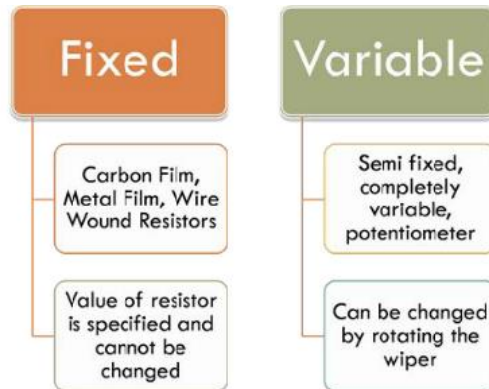 Fixed
Carbon Film,
Metal Film, Wire
Wound Resistors
Value of resistor
is specified and
cannot be
changed
Variable
Semi fixed,
completely
variable,
potentiometer
Can be changed
by rotating the
wiper